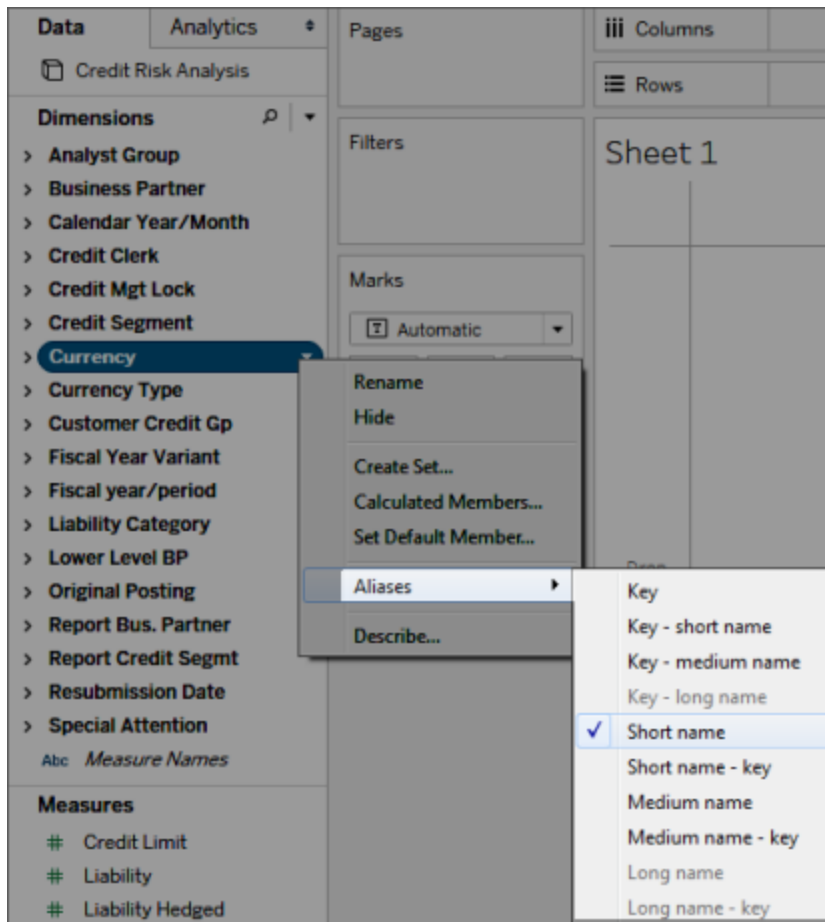 Data
Analytics
Credit Risk Analysis
Dimensions
Analyst Group
Business Partner
Calendar Year/Month
Credit Clerk
Credit Mgt Lock
Credit Segment
Currency
Currency Type
Customer Credit Gp
Fiscal Year Variant
Fiscal year/period
Liability Category
Lower Level BP
Original Posting
Report Bus. Partner
Report Credit Segmt
Resubmission Date
Special Attention
Abc Measure Names
Measures
# Credit Limit
# Liability
# Liability Hedged
Pages
Filters
Marks
Automatic
Columns
Rows
Sheet 1
Rename
Hide
Create Set...
Calculated Members...
Set Default Member...
Aliases
Describe...
Key
Key - short name
Key - medium name
Key - long name
Short name
Short name - key
Medium name
Medium name - key
Long name
Long name - key